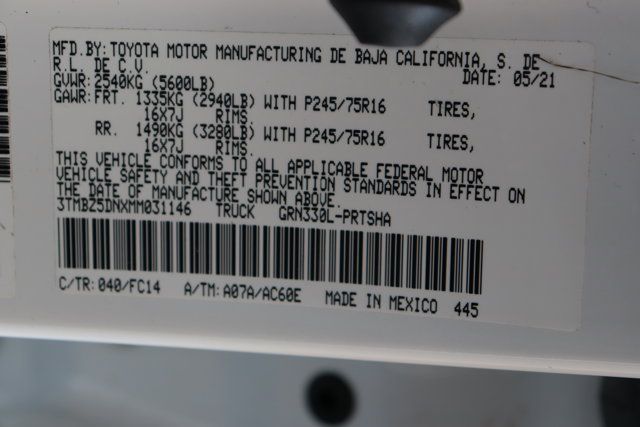 MFD.BY: TOYOTA MOTOR MANUFACTURING DE BAJA CALIFORNIA, S. DE
R.L. DE C.V. DATE: 05/21
GVWR: 2540KG (5600LB)
GAWR: FRT. 1335KG (2940LB) WITH P245/75R16 TIRES,
16X7J RIMS.
RR. 1490KG (3280LB) WITH P245/75R16 TIRES,
16X7J RIMS.
THIS VEHICLE CONFORMS TO ALL APPLICABLE FEDERAL MOTOR
VEHICLE SAFETY AND THEFT PREVENTION STANDARDS IN EFFECT ON
THE DATE OF MANUFACTURE SHOWN ABOVE.
3TMBZ5DNXMM031146 TRUCK GRN330L-PRTSHA
C/TR: 040/FC14 A/TM: A07A/AC60E MADE IN MEXICO 445